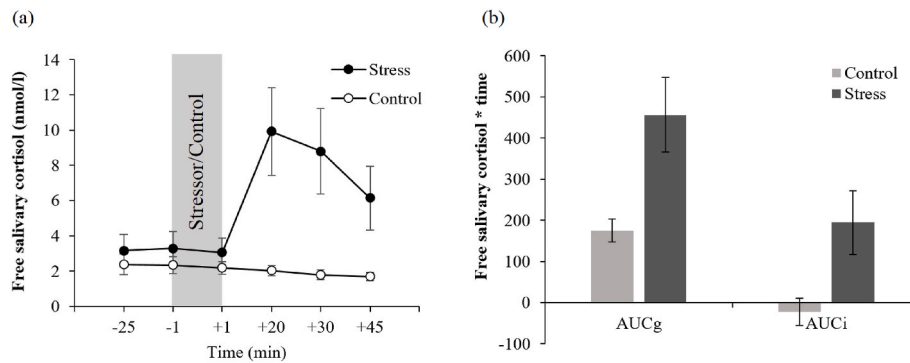 (a)
Free salivary cortisol (nmol/l)
14
12
10
8
6
4
2
0
Stressor/Control
Stress
Control
-25
-1
+1
+20
+30
+45
Time (min)
(b)
Free salivary cortisol * time
600
500
400
300
200
100
0
-100
Control
Stress
AUCg
AUCi